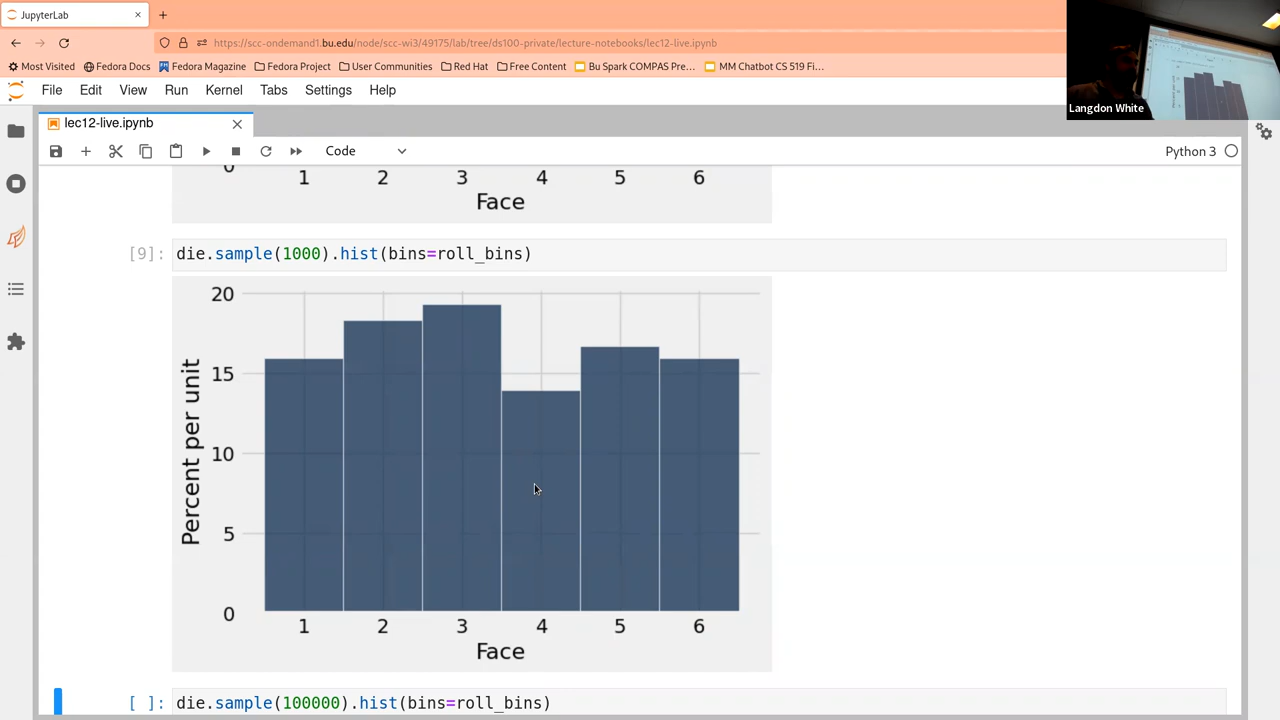 JupyterLab
https://scc-ondemand1.bu.edu/node/scc-wi3/49175/lab/tree/ds100-private/lecture-notebooks/lec12-live.ipynb
Most Visited Fedora Docs Fedora Magazine Fedora Project User Communities Red Hat Free Content Bu Spark COMPAS Pre… MM Chatbot CS 519 Fi…
Langdon White
File Edit View Run Kernel Tabs Settings Help
lec12-live.ipynb
Code
Python 3
0
1 2 3 4 5 6
Face
[9]: die.sample(1000).hist(bins=roll_bins)
20
15
10
5
0
Percent per unit
1 2 3 4 5 6
Face
[ ]: die.sample(100000).hist(bins=roll_bins)